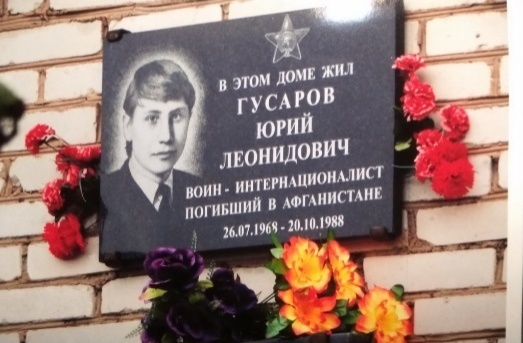 В ЭТОМ ДОМЕ ЖИЛ
ГУСАРОВ
ЮРИЙ
ЛЕОНИДОВИЧ
ВОИН - ИНТЕРНАЦИОНАЛИСТ
ПОГИБШИЙ В АФГАНИСТАНЕ
26.07.1968 - 20.10.1988